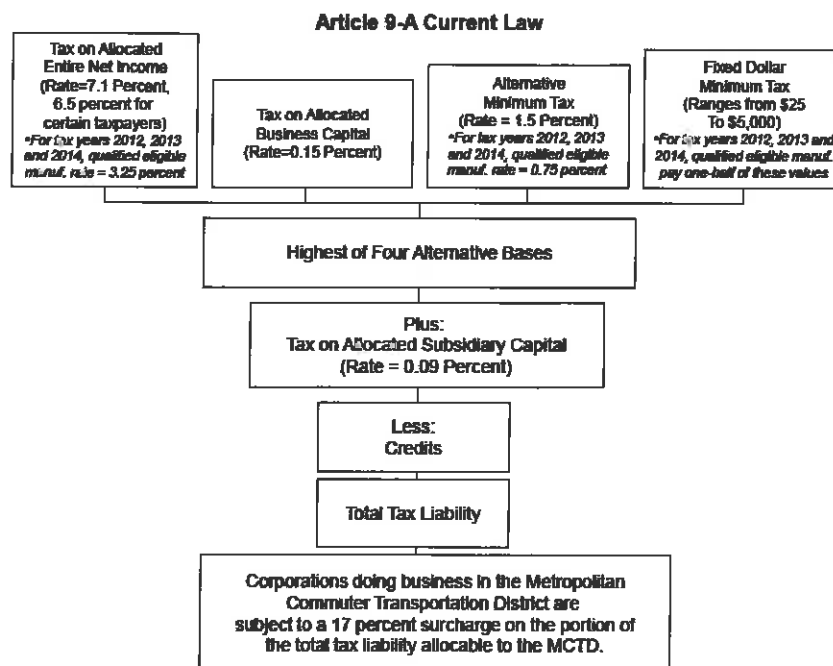 Article 9-A Current Law
Tax on Allocated
Entire Net Income
(Rate=7.1 Percent,
6.5 percent for
certain taxpayers)
*For tax years 2012, 2013
and 2014, qualified eligible
manuf. rate = 3.25 percent
Tax on Allocated
Business Capital
(Rate=0.15 Percent)
Alternative
Minimum Tax
(Rate = 1.5 Percent)
*For tax years 2012, 2013
and 2014, qualified eligible
manuf. rate = 0.75 percent
Fixed Dollar
Minimum Tax
(Ranges from $25
To $5,000)
*For tax years 2012, 2013 and
2014, qualified eligible manuf.
pay one-half of these values
Highest of Four Alternative Bases
Plus:
Tax on Allocated Subsidiary Capital
(Rate = 0.09 Percent)
Less:
Credits
Total Tax Liability
Corporations doing business in the Metropolitan
Commuter Transportation District are
subject to a 17 percent surcharge on the portion of
the total tax liability allocable to the MCTD.